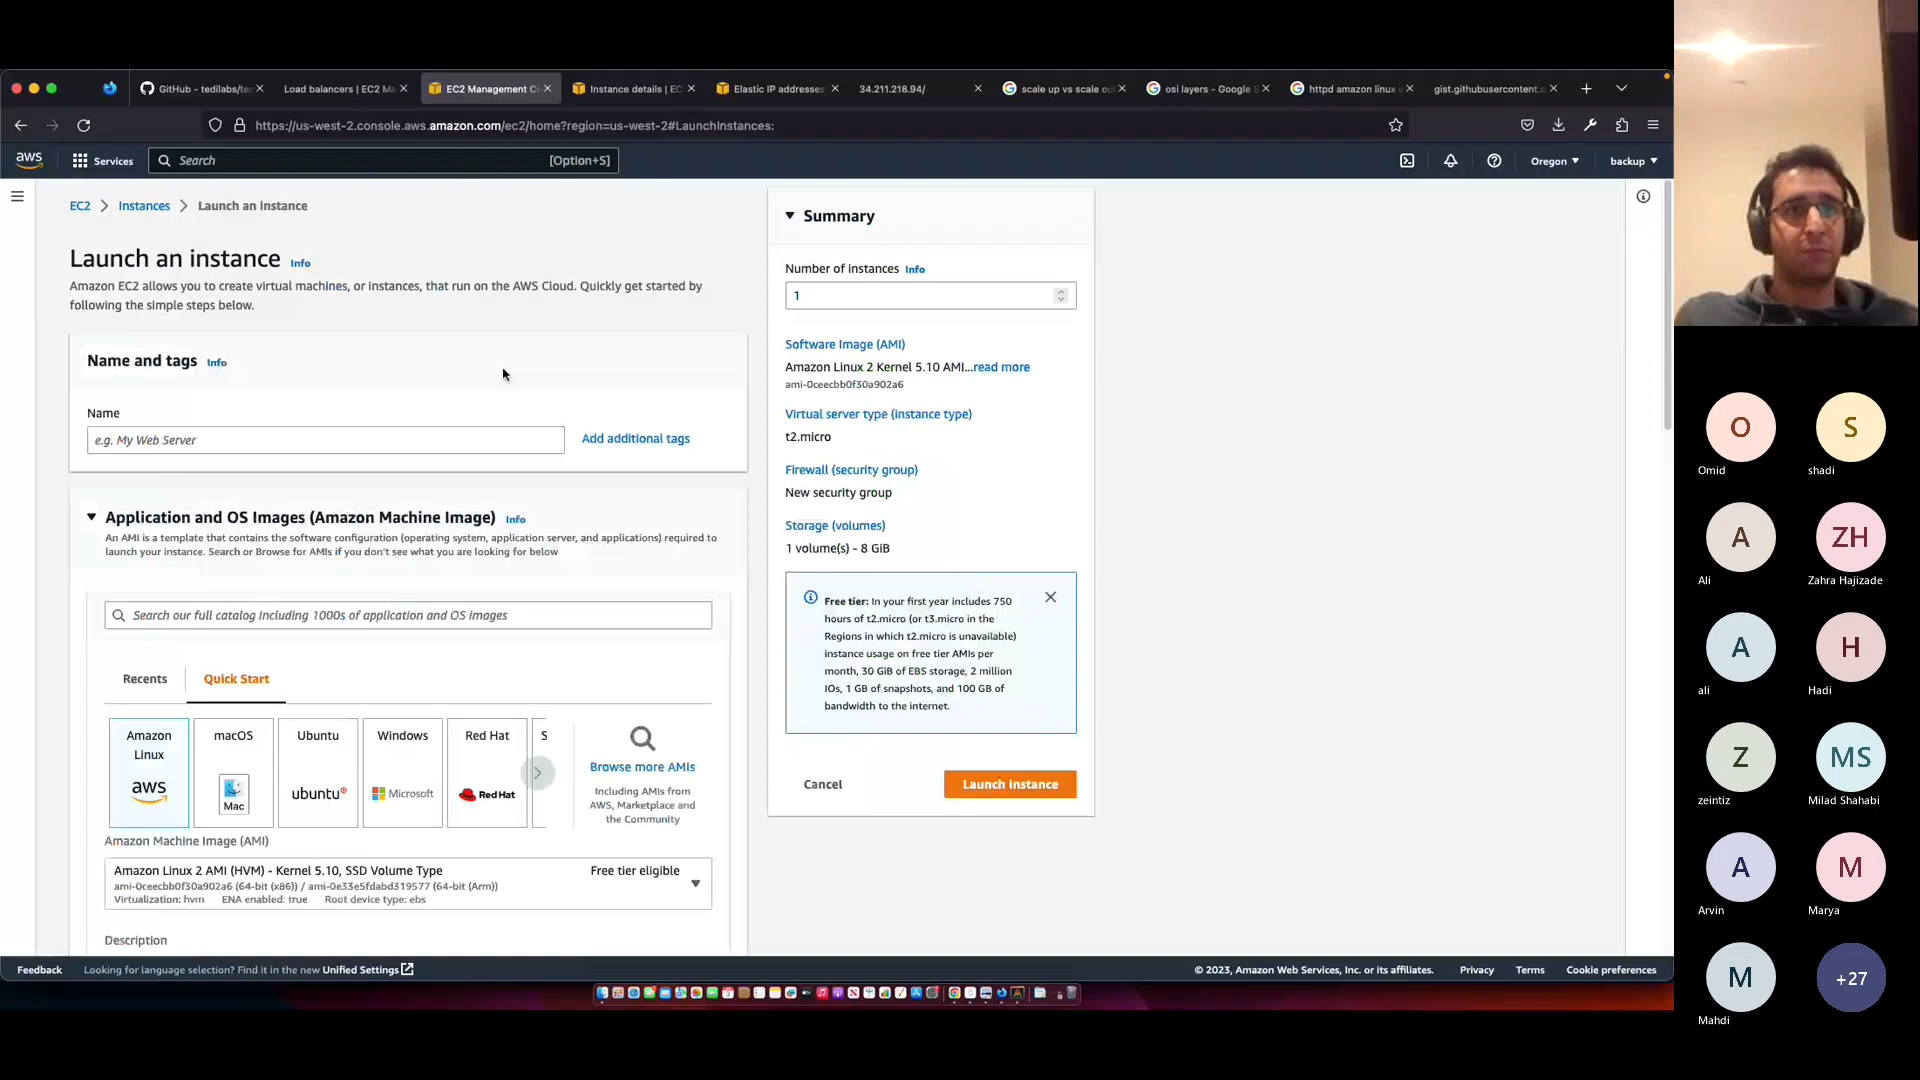 GitHub - tedilabs/te
Load balancers | EC2 M
EC2 Management C
Instance details | EC
Elastic IP addresses
34.211.218.94/
scale up vs scale ou
osi layers - Google S
httpd amazon linux
gist.githubusercontent.c
https://us-west-2.console.aws.amazon.com/ec2/home?region=us-west-2#LaunchInstances:
aws
Services
Search
[Option+S]
Oregon
backup
EC2
Instances
Launch an instance
Launch an instance Info
Amazon EC2 allows you to create virtual machines, or instances, that run on the AWS Cloud. Quickly get started by
following the simple steps below.
Name and tags Info
Name
e.g. My Web Server
Add additional tags
Application and OS Images (Amazon Machine Image) Info
An AMI is a template that contains the software configuration (operating system, application server, and applications) required to
launch your instance. Search or Browse for AMIs if you don't see what you are looking for below
Search our full catalog including 1000s of application and OS images
Recents
Quick Start
Amazon
Linux
aws
macOS
Mac
Ubuntu
ubuntu
Windows
Microsoft
Red Hat
Red Hat
S
Browse more AMIs
Including AMIs from
AWS, Marketplace and
the Community
Amazon Machine Image (AMI)
Amazon Linux 2 AMI (HVM) - Kernel 5.10, SSD Volume Type
Free tier eligible
ami-0ceecbb0f30a902a6 (64-bit (x86)) / ami-0e33e5fdabd319577 (64-bit (Arm))
Virtualization: hvm ENA enabled: true Root device type: ebs
Description
Summary
Number of instances Info
1
Software Image (AMI)
Amazon Linux 2 Kernel 5.10 AMI...read more
ami-0ceecbb0f30a902a6
Virtual server type (instance type)
t2.micro
Firewall (security group)
New security group
Storage (volumes)
1 volume(s) - 8 GiB
Free tier: In your first year includes 750
hours of t2.micro (or t3.micro in the
Regions in which t2.micro is unavailable)
instance usage on free tier AMIs per
month, 30 GiB of EBS storage, 2 million
IOs, 1 GB of snapshots, and 100 GB of
bandwidth to the internet.
Cancel
Launch instance
Feedback
Looking for language selection? Find it in the new Unified Settings
© 2023, Amazon Web Services, Inc. or its affiliates.
Privacy
Terms
Cookie preferences
O
Omid
S
shadi
A
Ali
ZH
Zahra Hajizade
A
ali
H
Hadi
Z
zeintiz
MS
Milad Shahabi
A
Arvin
M
Marya
M
Mahdi
+27